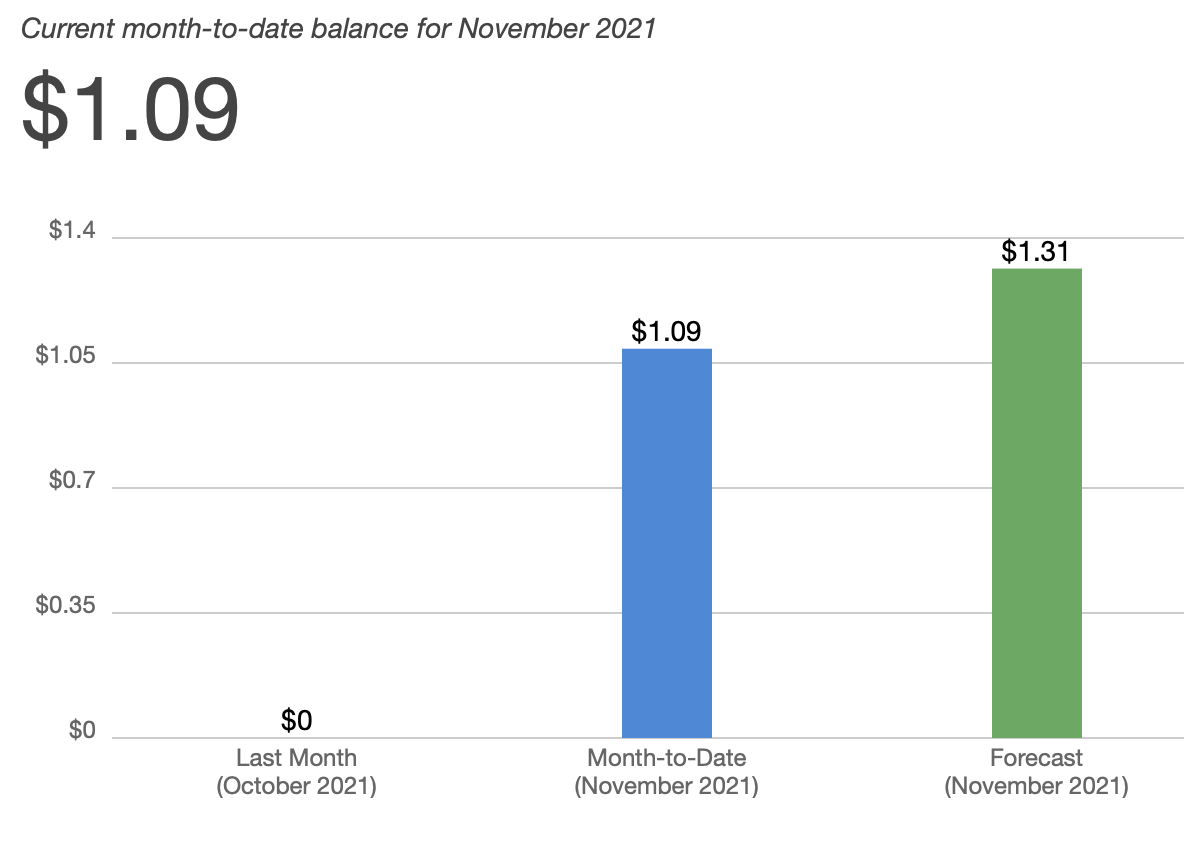 Current month-to-date balance for November 2021
$1.09
$1.4
$1.31
$1.09
$1.05
$0.7
$0.35
$0
$0
Last Month
(October 2021)
Month-to-Date
(November 2021)
Forecast
(November 2021)